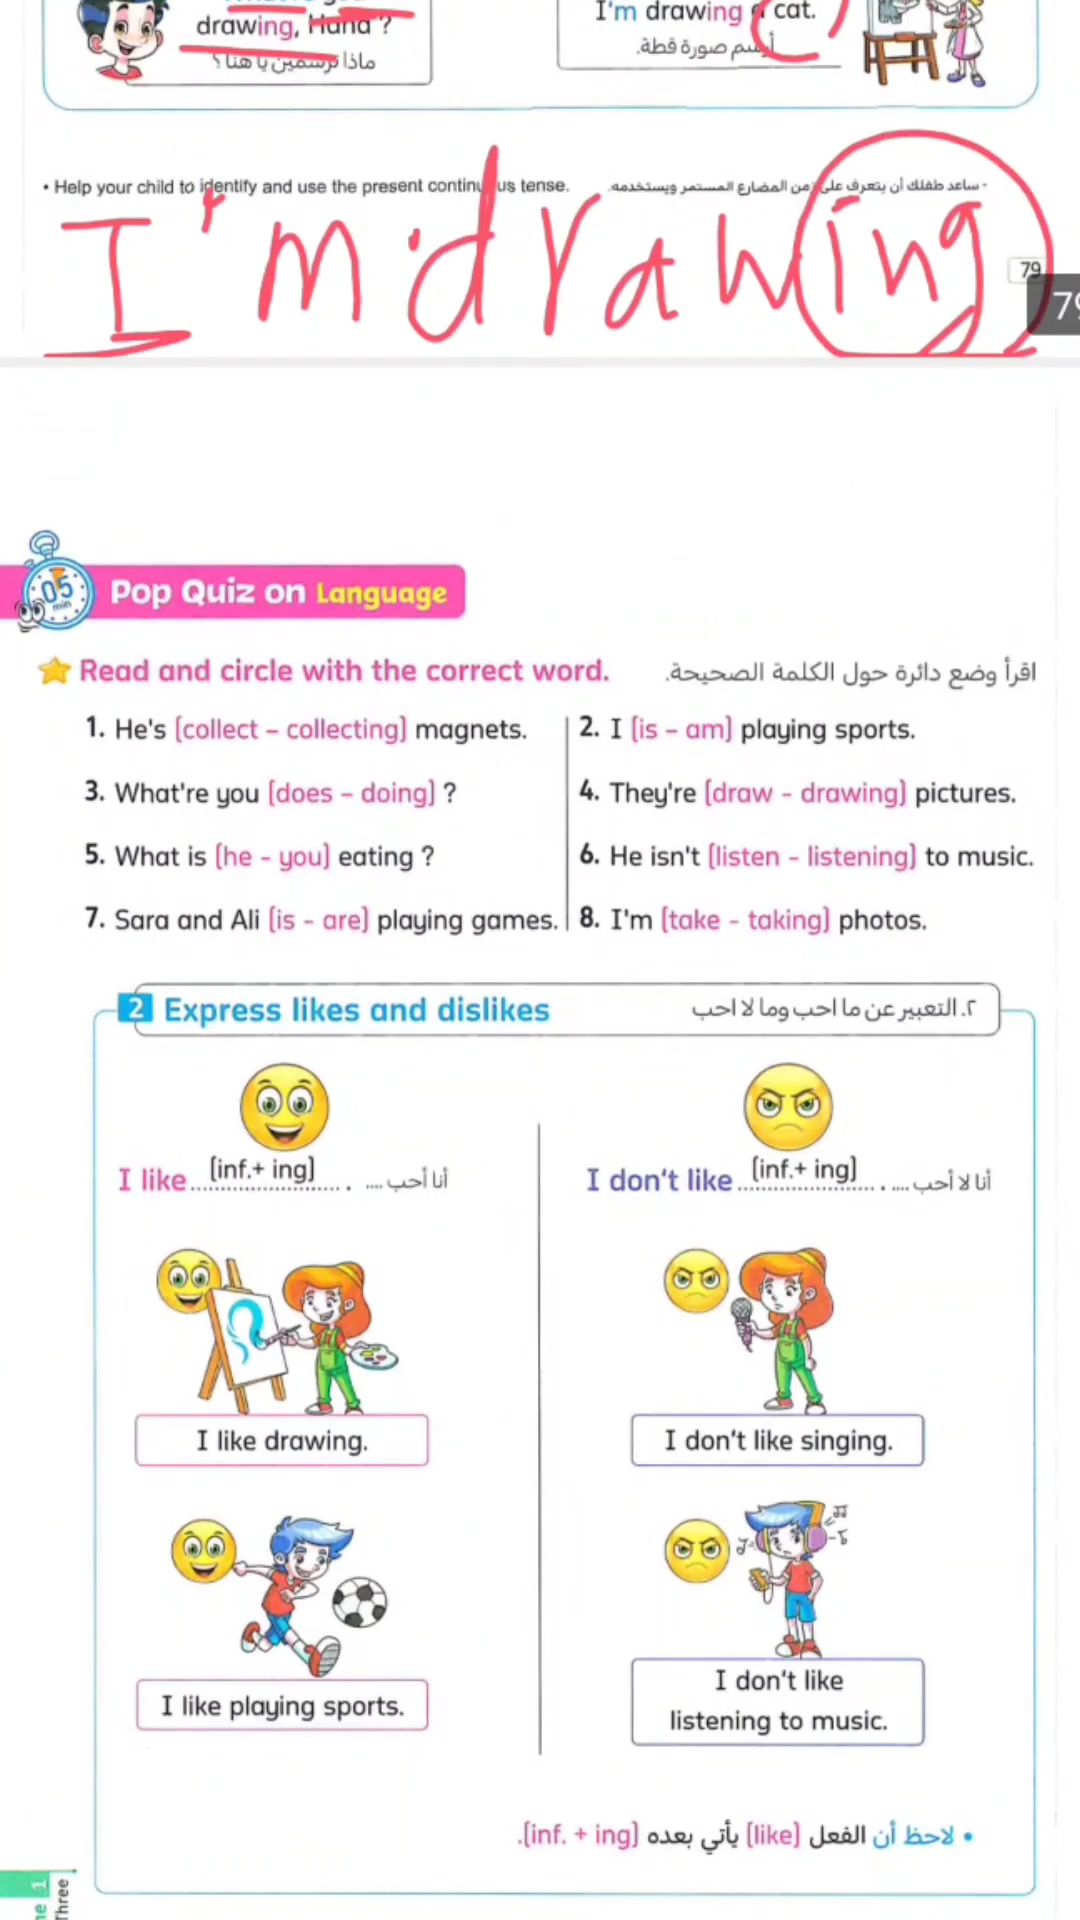 drawing, Hana ?
ماذا ترسمين يا هنا ؟
I'm drawing a cat.
أرسم صورة قطة.
• Help your child to identify and use the present continuous tense.
- ساعد طفلك أن يتعرف على زمن المضارع المستمر ويستخدمه.
I'm drawing
79
79
05
min
Pop Quiz on Language
Read and circle with the correct word.
اقرأ وضع دائرة حول الكلمة الصحيحة.
1. He's (collect - collecting) magnets.
2. I (is - am) playing sports.
3. What're you (does - doing) ?
4. They're (draw - drawing) pictures.
5. What is (he - you) eating ?
6. He isn't (listen - listening) to music.
7. Sara and Ali (is - are) playing games.
8. I'm (take - taking) photos.
2 Express likes and dislikes
٢. التعبير عن ما احب وما لا احب
I like (inf.+ ing) .
أنا أحب ....
I don't like (inf.+ ing) .
أنا لا أحب ....
I like drawing.
I don't like singing.
I like playing sports.
I don't like
listening to music.
• لاحظ أن الفعل (like) يأتي بعده (inf. + ing).
1
Three